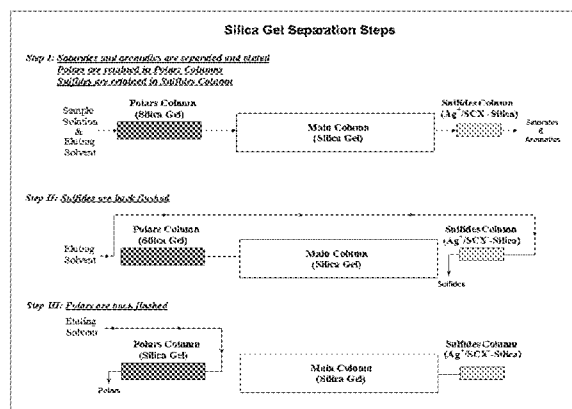 Silica Gel Separation Steps
Step I: Saturates and aromatics are separated and eluted
Polars are retained in Polars Column
Sulfides are retained in Sulfides Column
Sample
Solution
&
Eluting
Solvent
Polars Column
(Silica Gel)
Main Column
(Silica Gel)
Sulfides Column
(Ag+/SCX-Silica)
Saturates
&
Aromatics
Step II: Sulfides are back flushed
Eluting
Solvent
Polars Column
(Silica Gel)
Main Column
(Silica Gel)
Sulfides Column
(Ag+/SCX-Silica)
Sulfides
Step III: Polars are back flushed
Eluting
Solvent
Polars Column
(Silica Gel)
Main Column
(Silica Gel)
Sulfides Column
(Ag+/SCX-Silica)
Polars